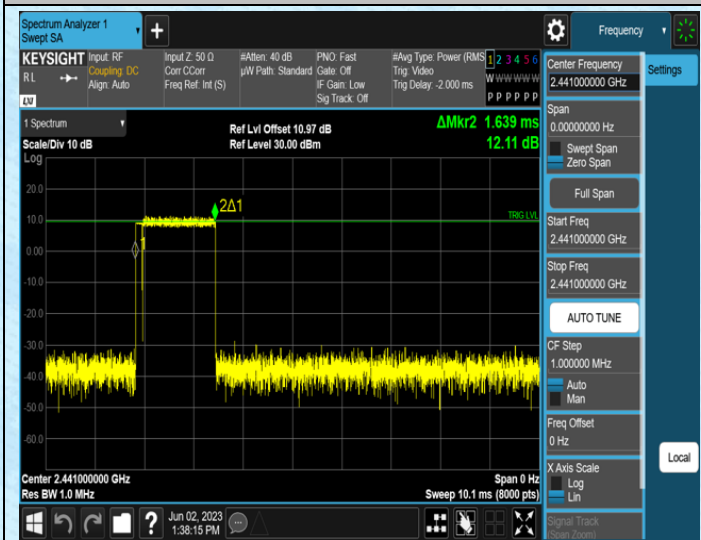 Spectrum Analyzer 1
Swept SA
+
Frequency
KEYSIGHT
RL
LXI
Input: RF
Coupling: DC
Align: Auto
Input Z: 50 Ω
Corr CCorr
Freq Ref: Int (S)
#Atten: 40 dB
µW Path: Standard
PNO: Fast
Gate: Off
IF Gain: Low
Sig Track: Off
#Avg Type: Power (RMS
Trig: Video
Trig Delay: -2.000 ms
1 2 3 4 5 6
W W W W W W
P P P P P P
1 Spectrum
Scale/Div 10 dB
Log
Ref Lvl Offset 10.97 dB
Ref Level 30.00 dBm
ΔMkr2 1.639 ms
12.11 dB
20.0
10.0
0.00
-10.0
-20.0
-30.0
-40.0
-50.0
-60.0
2Δ1
1
TRIG LVL
Center 2.441000000 GHz
Res BW 1.0 MHz
Span 0 Hz
Sweep 10.1 ms (8000 pts)
?
Jun 02, 2023
1:38:15 PM
Center Frequency
2.441000000 GHz
Span
0.00000000 Hz
Swept Span
Zero Span
Full Span
Start Freq
2.441000000 GHz
Stop Freq
2.441000000 GHz
AUTO TUNE
CF Step
1.000000 MHz
Auto
Man
Freq Offset
0 Hz
X Axis Scale
Log
Lin
Signal Track
(Span Zoom)
Settings
Local